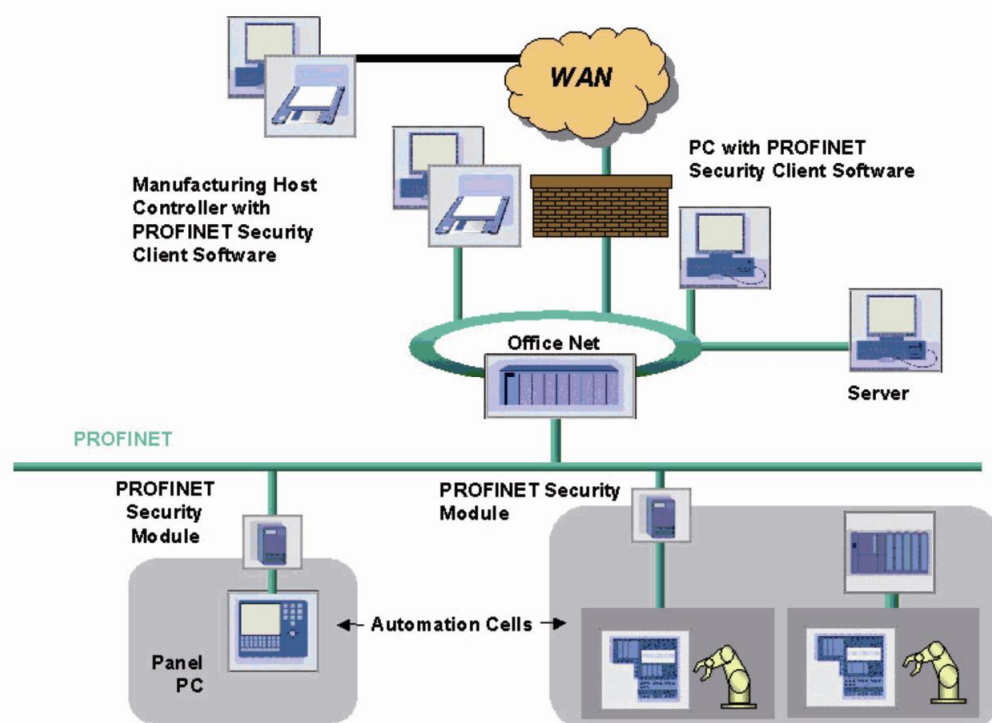 WAN
PC with PROFINET
Security Client Software
Manufacturing Host
Controller with
PROFINET Security
Client Software
Office Net
Server
PROFINET
PROFINET
Security
Module
PROFINET Security
Module
Automation Cells
Panel
PC